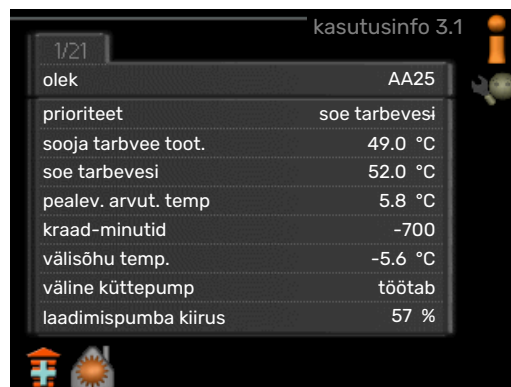 kasutusinfo 3.1
1/21
olek AA25
prioriteet soe tarbevesi
sooja tarbvee toot. 49.0 °C
soe tarbevesi 52.0 °C
pealev. arvut. temp 5.8 °C
kraad-minutid -700
välisõhu temp. -5.6 °C
väline küttepump töötab
laadimispumba kiirus 57 %